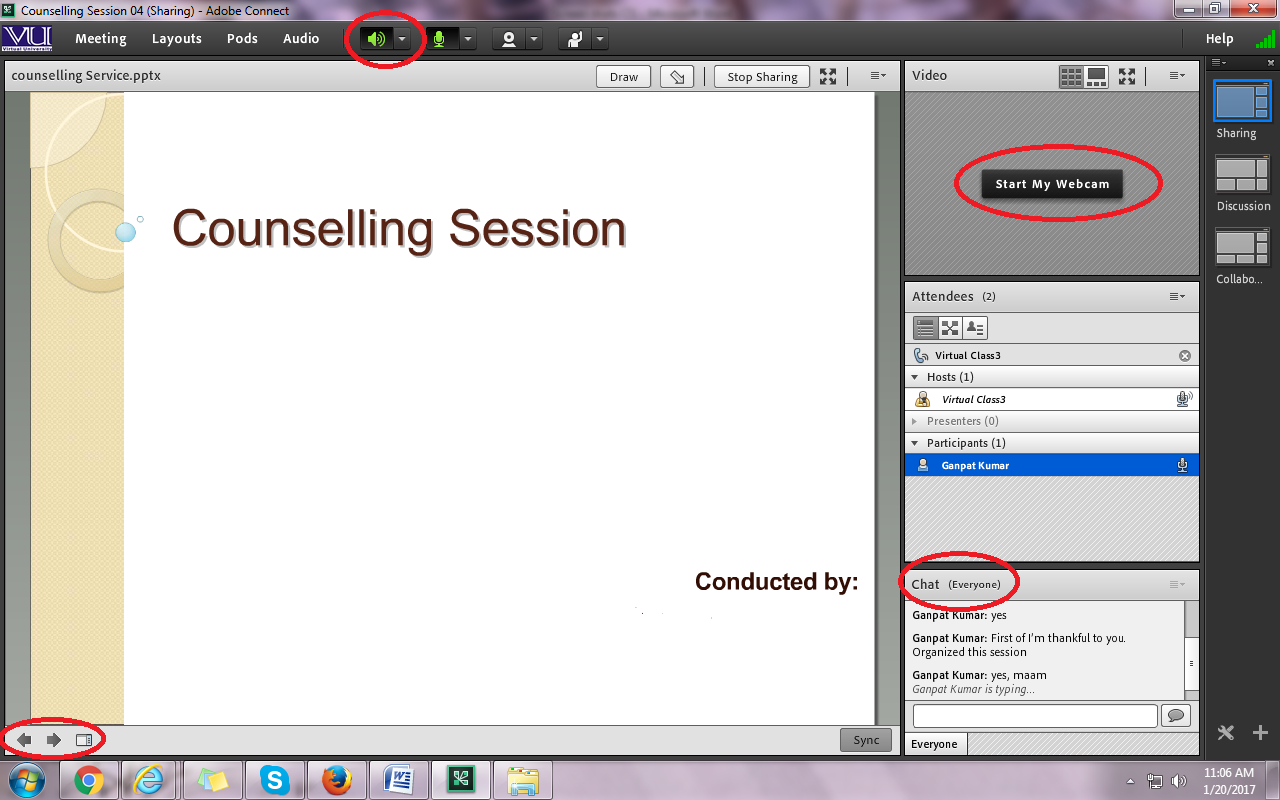 Counselling Session 04 (Sharing) - Adobe Connect
VU
Virtual University
Meeting Layouts Pods Audio Help
counselling Service.pptx
Draw
Stop Sharing
Counselling Session
Conducted by:
Sync
Video
Start My Webcam
Attendees (2)
Virtual Class3
Hosts (1)
Virtual Class3
Presenters (0)
Participants (1)
Ganpat Kumar
Chat (Everyone)
Ganpat Kumar: yes
Ganpat Kumar: First of I'm thankful to you.
Organized this session
Ganpat Kumar: yes, maam
Ganpat Kumar is typing...
Everyone
Sharing
Discussion
Collabo...
11:06 AM
1/20/2017